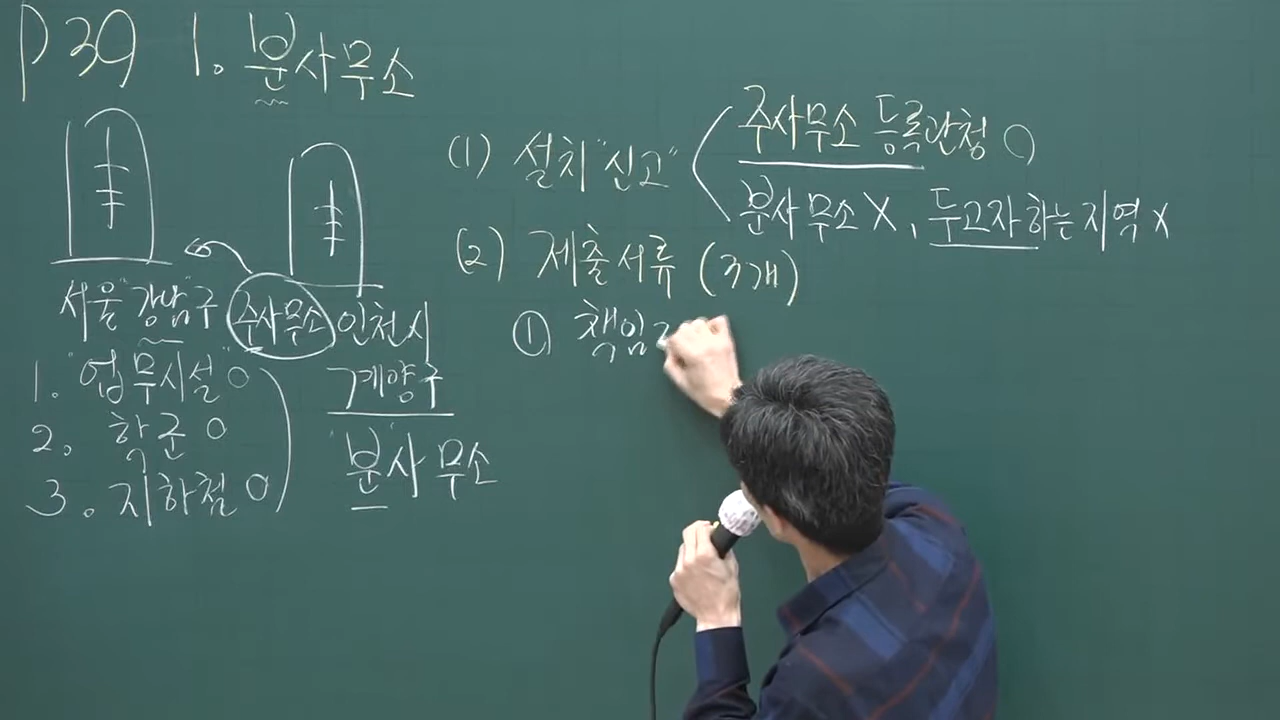 P39 1. 분사무소
(1) 설치 "신고"
주사무소 등록관청 O
분사무소 X, 두고자 하는 지역 X
(2) 제출서류 (3개)
① 책임
서울 "강남"구
주사무소
인천시
계양구
"분"사무소
1. "업무시설" O
2. 학준 O
3. 지하철 O